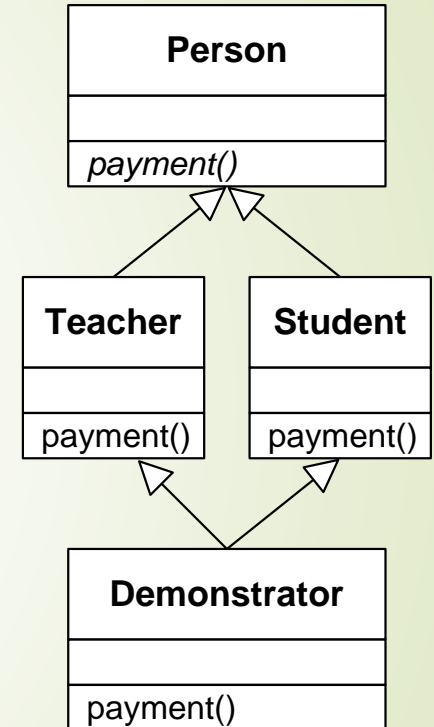 Person
payment()
Teacher
Student
payment()
payment()
Demonstrator
payment()